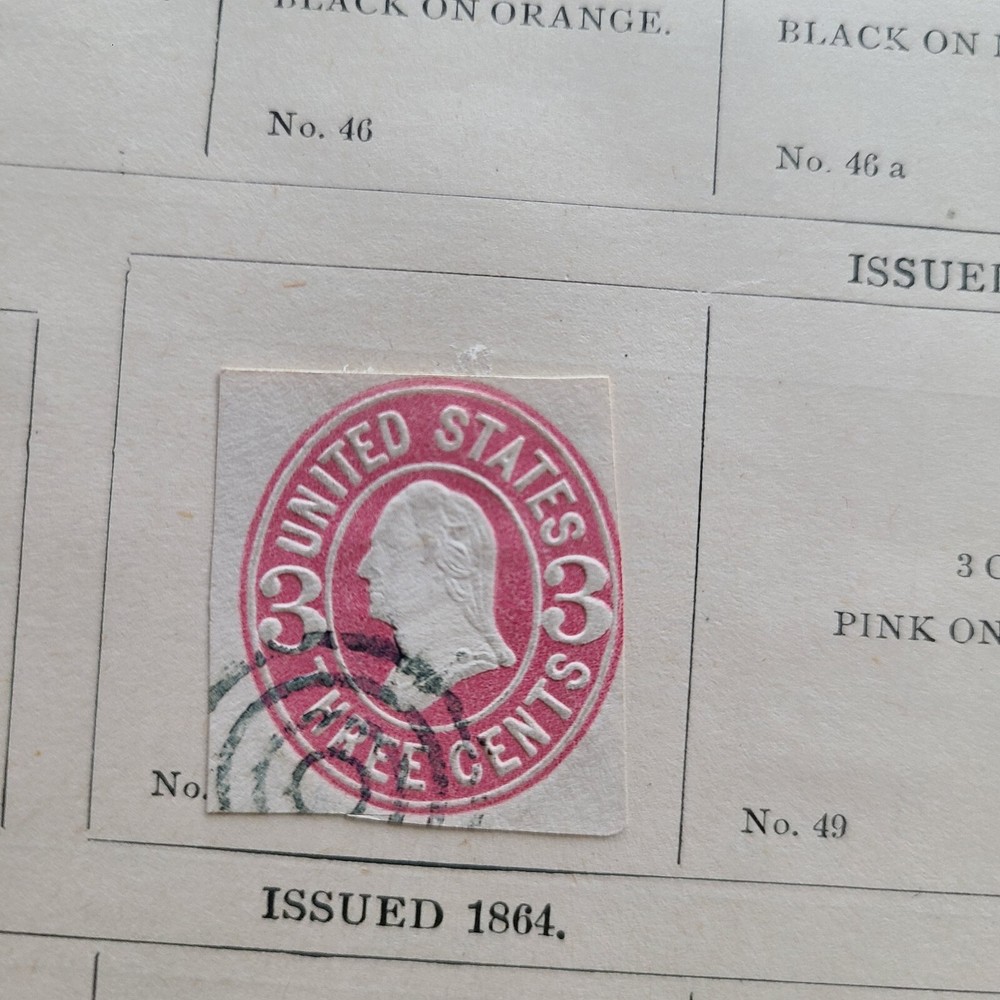 BLACK ON ORANGE.
BLACK ON
No. 46
No. 46 a
ISSUED
UNITED STATES
3 3
THREE CENTS
3 C
PINK ON
No.
No. 49
ISSUED 1864.